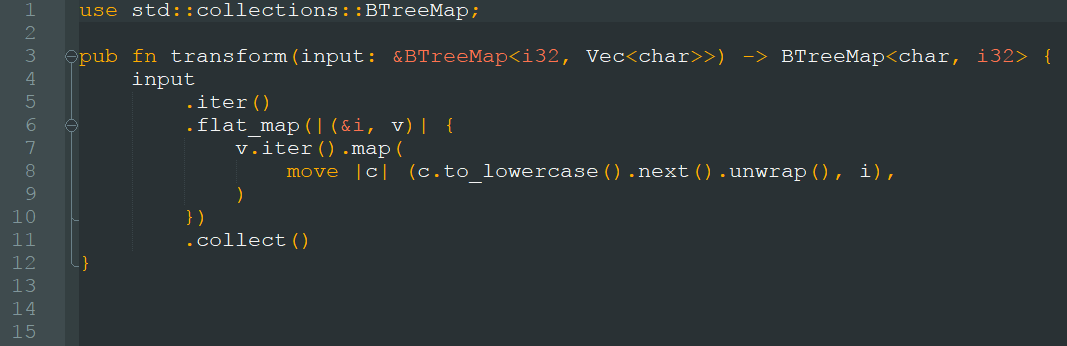 1 use std::collections::BTreeMap;
2
3 pub fn transform(input: &BTreeMap<i32, Vec<char>>) -> BTreeMap<char, i32> {
4     input
5         .iter()
6         .flat_map(|(&i, v)| {
7             v.iter().map(
8                 move |c| (c.to_lowercase().next().unwrap(), i),
9             )
10         })
11         .collect()
12 }
13
14
15